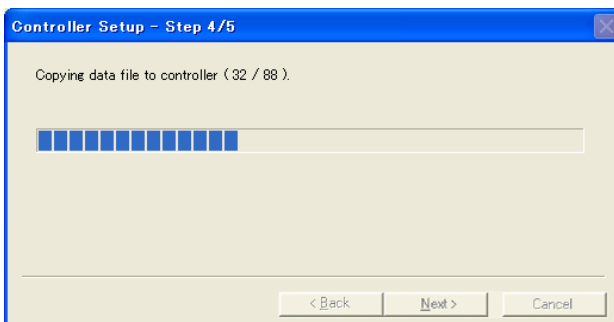 Controller Setup - Step 4/5
Copying data file to controller ( 32 / 88 ).
< Back
Next >
Cancel